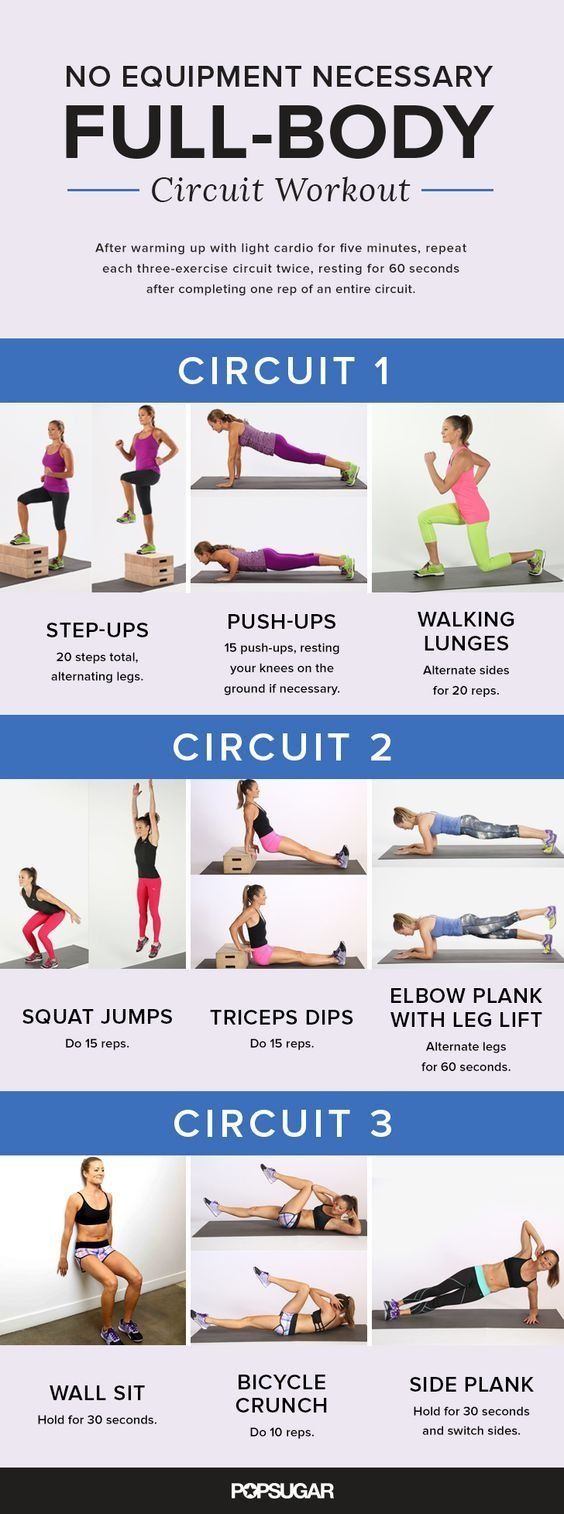 NO EQUIPMENT NECESSARY
FULL-BODY
Circuit Workout
After warming up with light cardio for five minutes, repeat
each three-exercise circuit twice, resting for 60 seconds
after completing one rep of an entire circuit.
CIRCUIT 1
STEP-UPS
20 steps total,
alternating legs.
PUSH-UPS
15 push-ups, resting
your knees on the
ground if necessary.
WALKING
LUNGES
Alternate sides
for 20 reps.
CIRCUIT 2
SQUAT JUMPS
Do 15 reps.
TRICEPS DIPS
Do 15 reps.
ELBOW PLANK
WITH LEG LIFT
Alternate legs
for 60 seconds.
CIRCUIT 3
WALL SIT
Hold for 30 seconds.
BICYCLE
CRUNCH
Do 10 reps.
SIDE PLANK
Hold for 30 seconds
and switch sides.
POPSUGAR